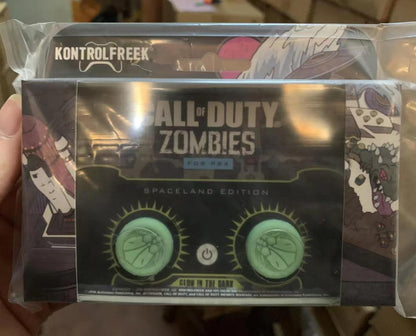 KONTROLFREEK
CALL OF DUTY
ZOMBIES
FOR PS4
SPACELAND EDITION
GLOW IN THE DARK